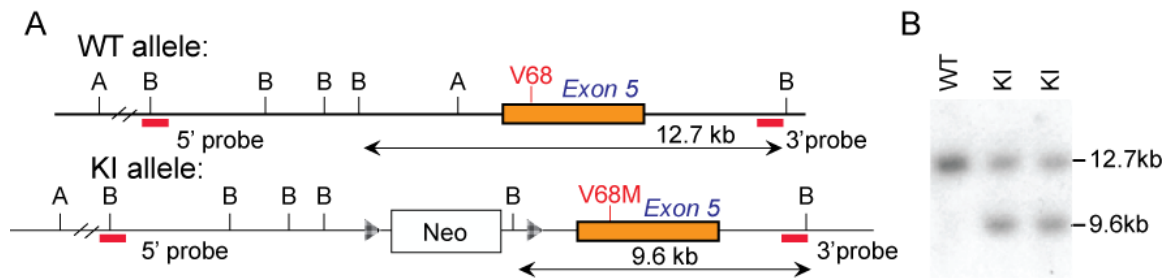 A
WT allele:
A B B B B A V68 Exon 5 B
5’ probe 12.7 kb 3’probe
KI allele:
A B B B B Neo B V68M Exon 5 B
5’ probe 9.6 kb 3’probe
B
WT KI KI
12.7kb
9.6kb